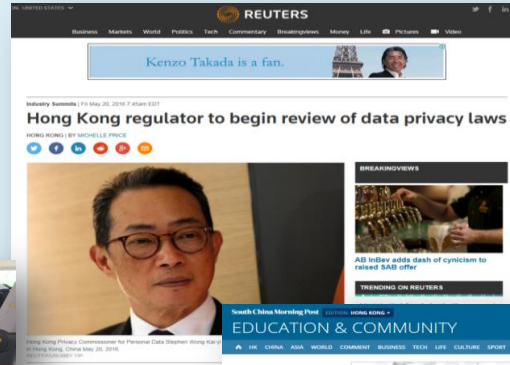 UNITED STATES
REUTERS
Business Markets World Politics Tech Commentary Breakingviews Money Life Pictures Video
Kenzo Takada is a fan.
Industry Summits | Fri May 20, 2016 7:45am EDT
Hong Kong regulator to begin review of data privacy laws
HONG KONG | BY MICHELLE PRICE
BREAKINGVIEWS
AB InBev adds dash of cynicism to
raised SAB offer
TRENDING ON REUTERS
Hong Kong Privacy Commissioner for Personal Data Stephen Wong Kai-yi
in Hong Kong, China May 20, 2016.
South China Morning Post EDITION: HONG KONG
EDUCATION & COMMUNITY
HK CHINA ASIA WORLD COMMENT BUSINESS TECH LIFE CULTURE SPORT